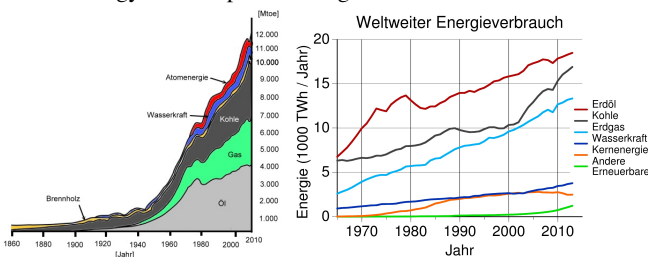 [Mtoe]
12.000
11.000
10.000
10.000
9.000
8.000
7.000
6.000
5.000
4.000
3.000
2.000
1.000
Atomenergie
Wasserkraft
Kohle
Gas
Brennholz
Öl
1860 1880 1900 1920 1940 1960 1980 2000 2010
[Jahr]
Weltweiter Energieverbrauch
Energie (1000 TWh / Jahr)
20
15
10
5
0
1970 1980 1990 2000 2010
Jahr
Erdöl
Kohle
Erdgas
Wasserkraft
Kernenergie
Andere
Erneuerbare